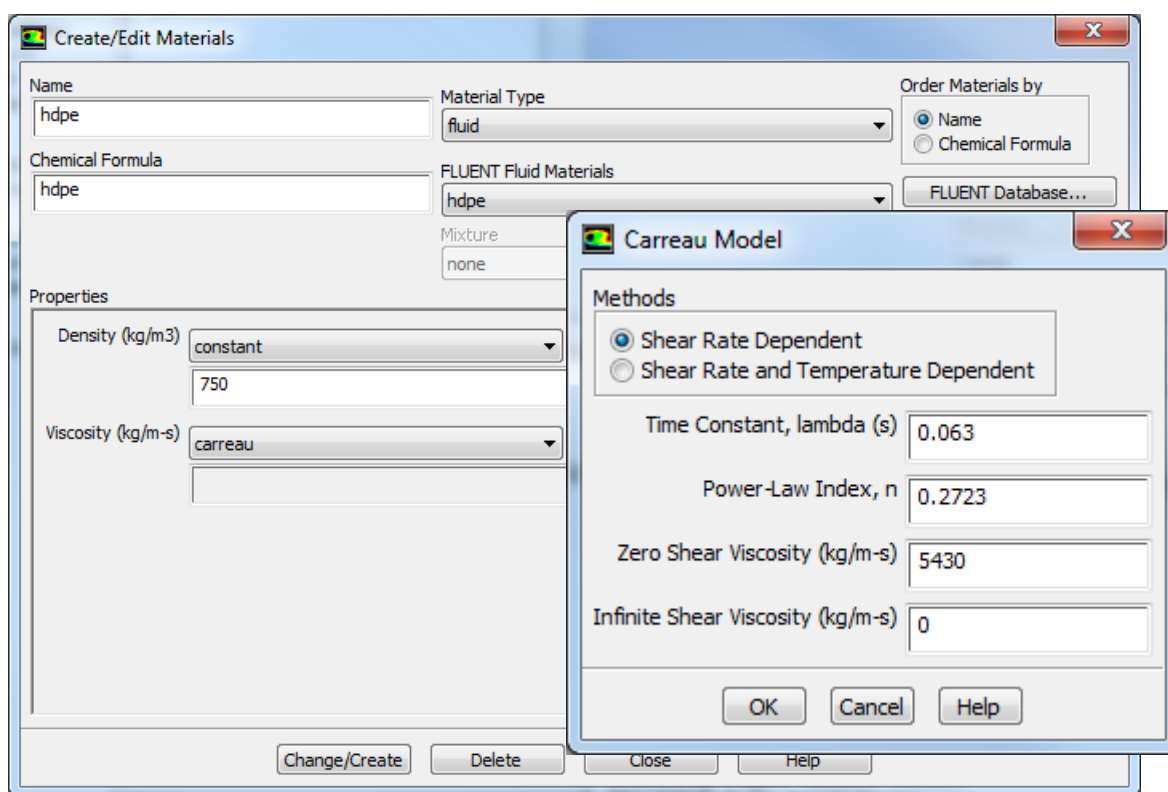 Create/Edit Materials
Name
hdpe
Material Type
fluid
Order Materials by
Name
Chemical Formula
Chemical Formula
hdpe
FLUENT Fluid Materials
hdpe
FLUENT Database...
Mixture
none
Properties
Density (kg/m3)
constant
750
Viscosity (kg/m-s)
carreau
Change/Create
Delete
Close
Help
Carreau Model
Methods
Shear Rate Dependent
Shear Rate and Temperature Dependent
Time Constant, lambda (s)
0.063
Power-Law Index, n
0.2723
Zero Shear Viscosity (kg/m-s)
5430
Infinite Shear Viscosity (kg/m-s)
0
OK
Cancel
Help